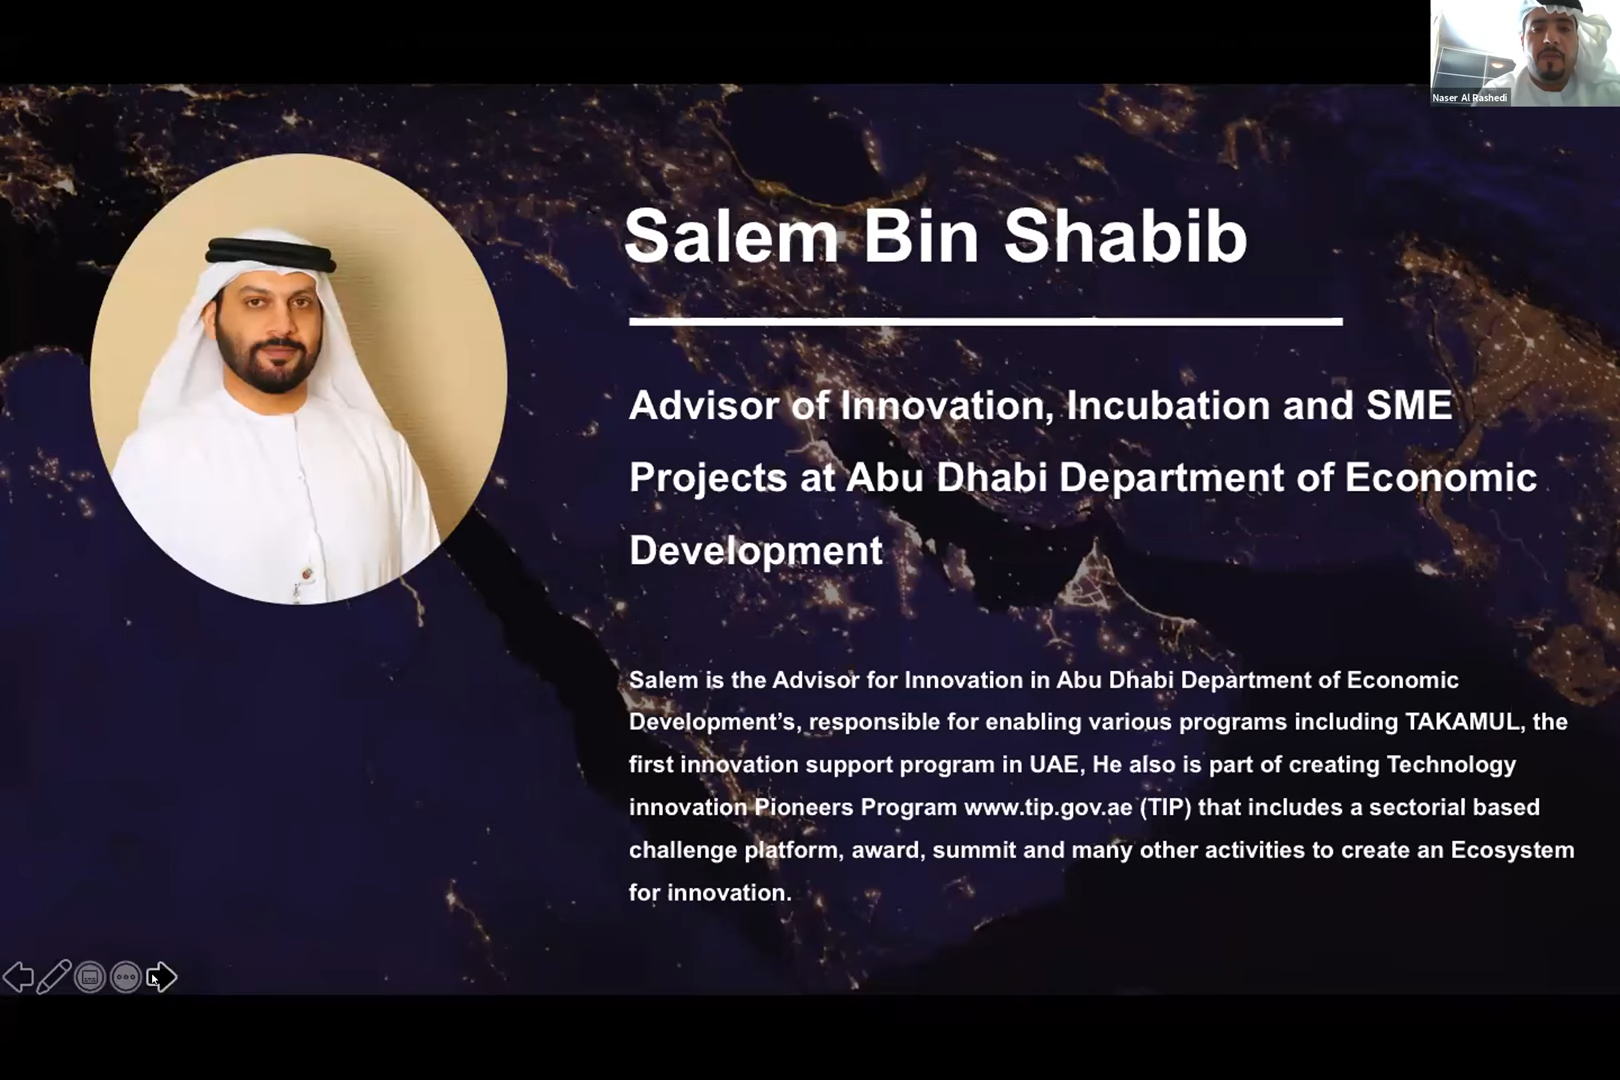 Naser Al Rashedi
Salem Bin Shabib
Advisor of Innovation, Incubation and SME
Projects at Abu Dhabi Department of Economic
Development
Salem is the Advisor for Innovation in Abu Dhabi Department of Economic
Development’s, responsible for enabling various programs including TAKAMUL, the
first innovation support program in UAE, He also is part of creating Technology
innovation Pioneers Program www.tip.gov.ae (TIP) that includes a sectorial based
challenge platform, award, summit and many other activities to create an Ecosystem
for innovation.